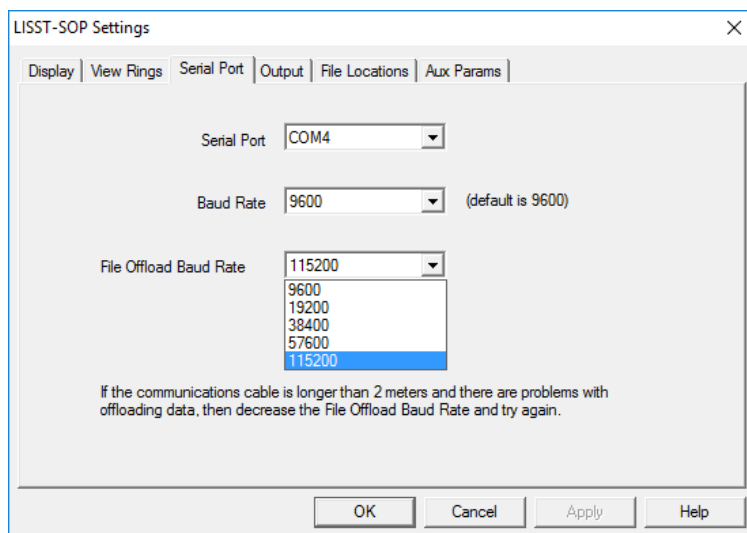 LISST-SOP Settings
Display View Rings Serial Port Output File Locations Aux Params
Serial Port COM4
Baud Rate 9600 (default is 9600)
File Offload Baud Rate 115200
9600
19200
38400
57600
115200
If the communications cable is longer than 2 meters and there are problems with
offloading data, then decrease the File Offload Baud Rate and try again.
OK Cancel Apply Help